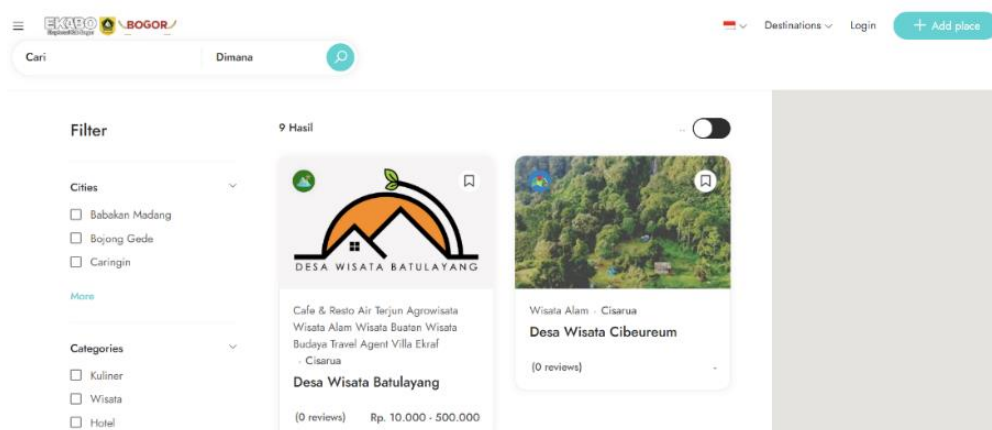 EKABO
BOGOR
Destinations
Login
+ Add place
Cari
Dimana
Filter
Cities
Babakan Madang
Bojong Gede
Caringin
More
Categories
Kuliner
Wisata
Hotel
9 Hasil
DESA WISATA BATULAYANG
Cafe & Resto Air Terjun Agrowisata
Wisata Alam Wisata Buatan Wisata
Budaya Travel Agent Villa Ekraf
· Cisarua
Desa Wisata Batulayang
(0 reviews) Rp. 10.000 - 500.000
Wisata Alam · Cisarua
Desa Wisata Cibeureum
(0 reviews) -